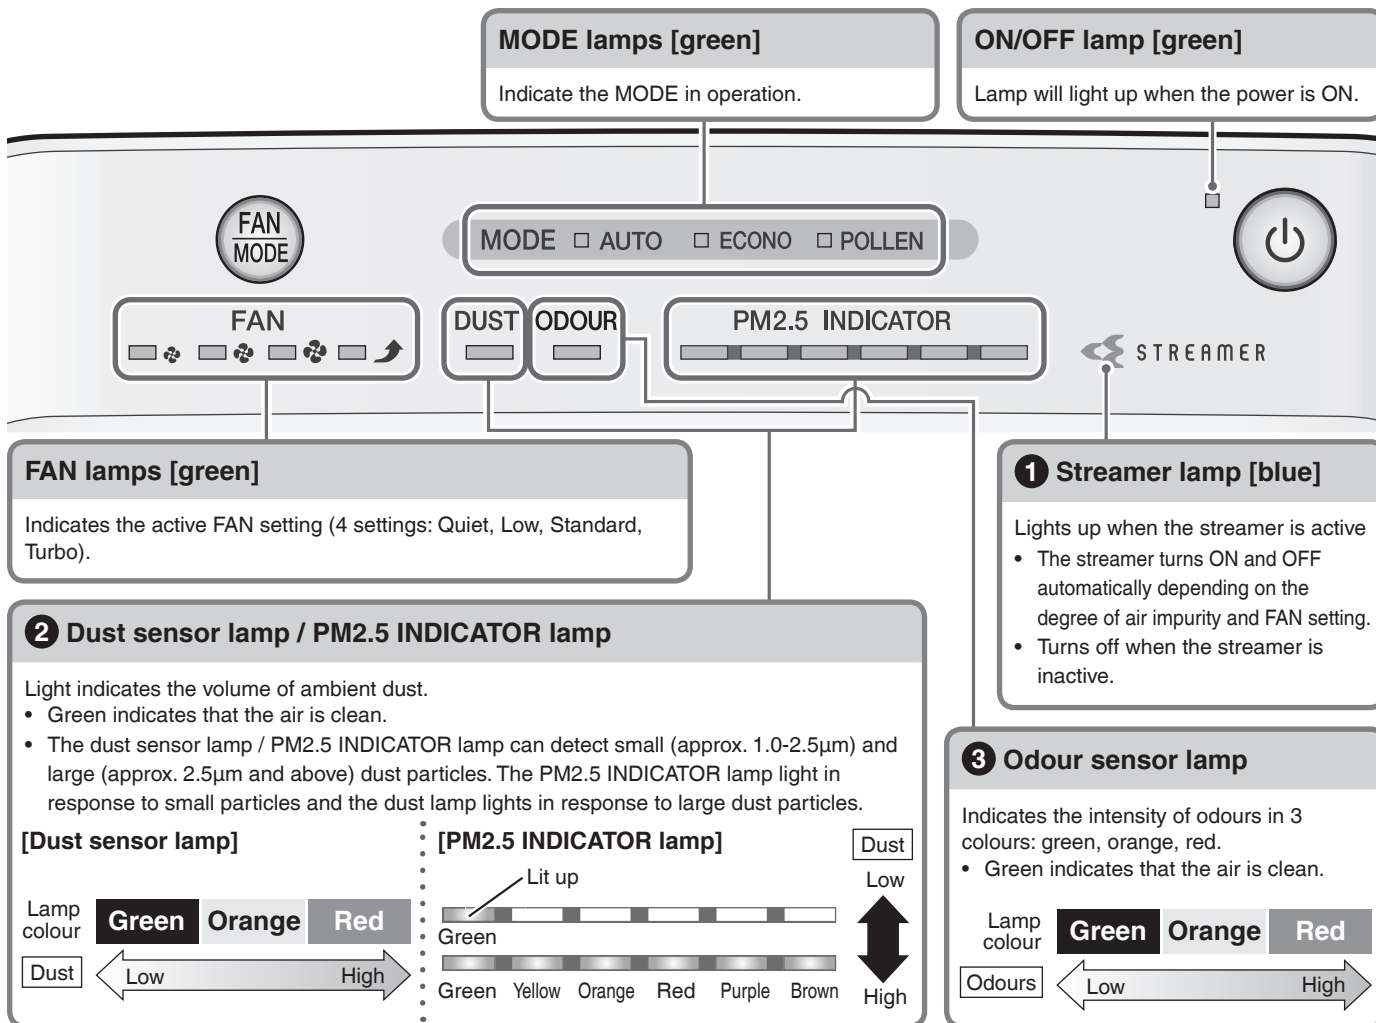 MODE lamps [green]
Indicate the MODE in operation.
ON/OFF lamp [green]
Lamp will light up when the power is ON.
FAN
MODE
MODE AUTO ECONO POLLEN
FAN
DUST
ODOUR
PM2.5 INDICATOR
STREAMER
FAN lamps [green]
Indicates the active FAN setting (4 settings: Quiet, Low, Standard,
Turbo).
1 Streamer lamp [blue]
Lights up when the streamer is active
• The streamer turns ON and OFF
automatically depending on the
degree of air impurity and FAN setting.
• Turns off when the streamer is
inactive.
2 Dust sensor lamp / PM2.5 INDICATOR lamp
Light indicates the volume of ambient dust.
• Green indicates that the air is clean.
• The dust sensor lamp / PM2.5 INDICATOR lamp can detect small (approx. 1.0-2.5μm) and
large (approx. 2.5μm and above) dust particles. The PM2.5 INDICATOR lamp light in
response to small particles and the dust lamp lights in response to large dust particles.
[Dust sensor lamp]
Lamp
colour
Green Orange Red
Dust
Low High
[PM2.5 INDICATOR lamp]
Lit up
Green
Green Yellow Orange Red Purple Brown
Dust
Low
High
3 Odour sensor lamp
Indicates the intensity of odours in 3
colours: green, orange, red.
• Green indicates that the air is clean.
Lamp
colour
Green Orange Red
Odours
Low High